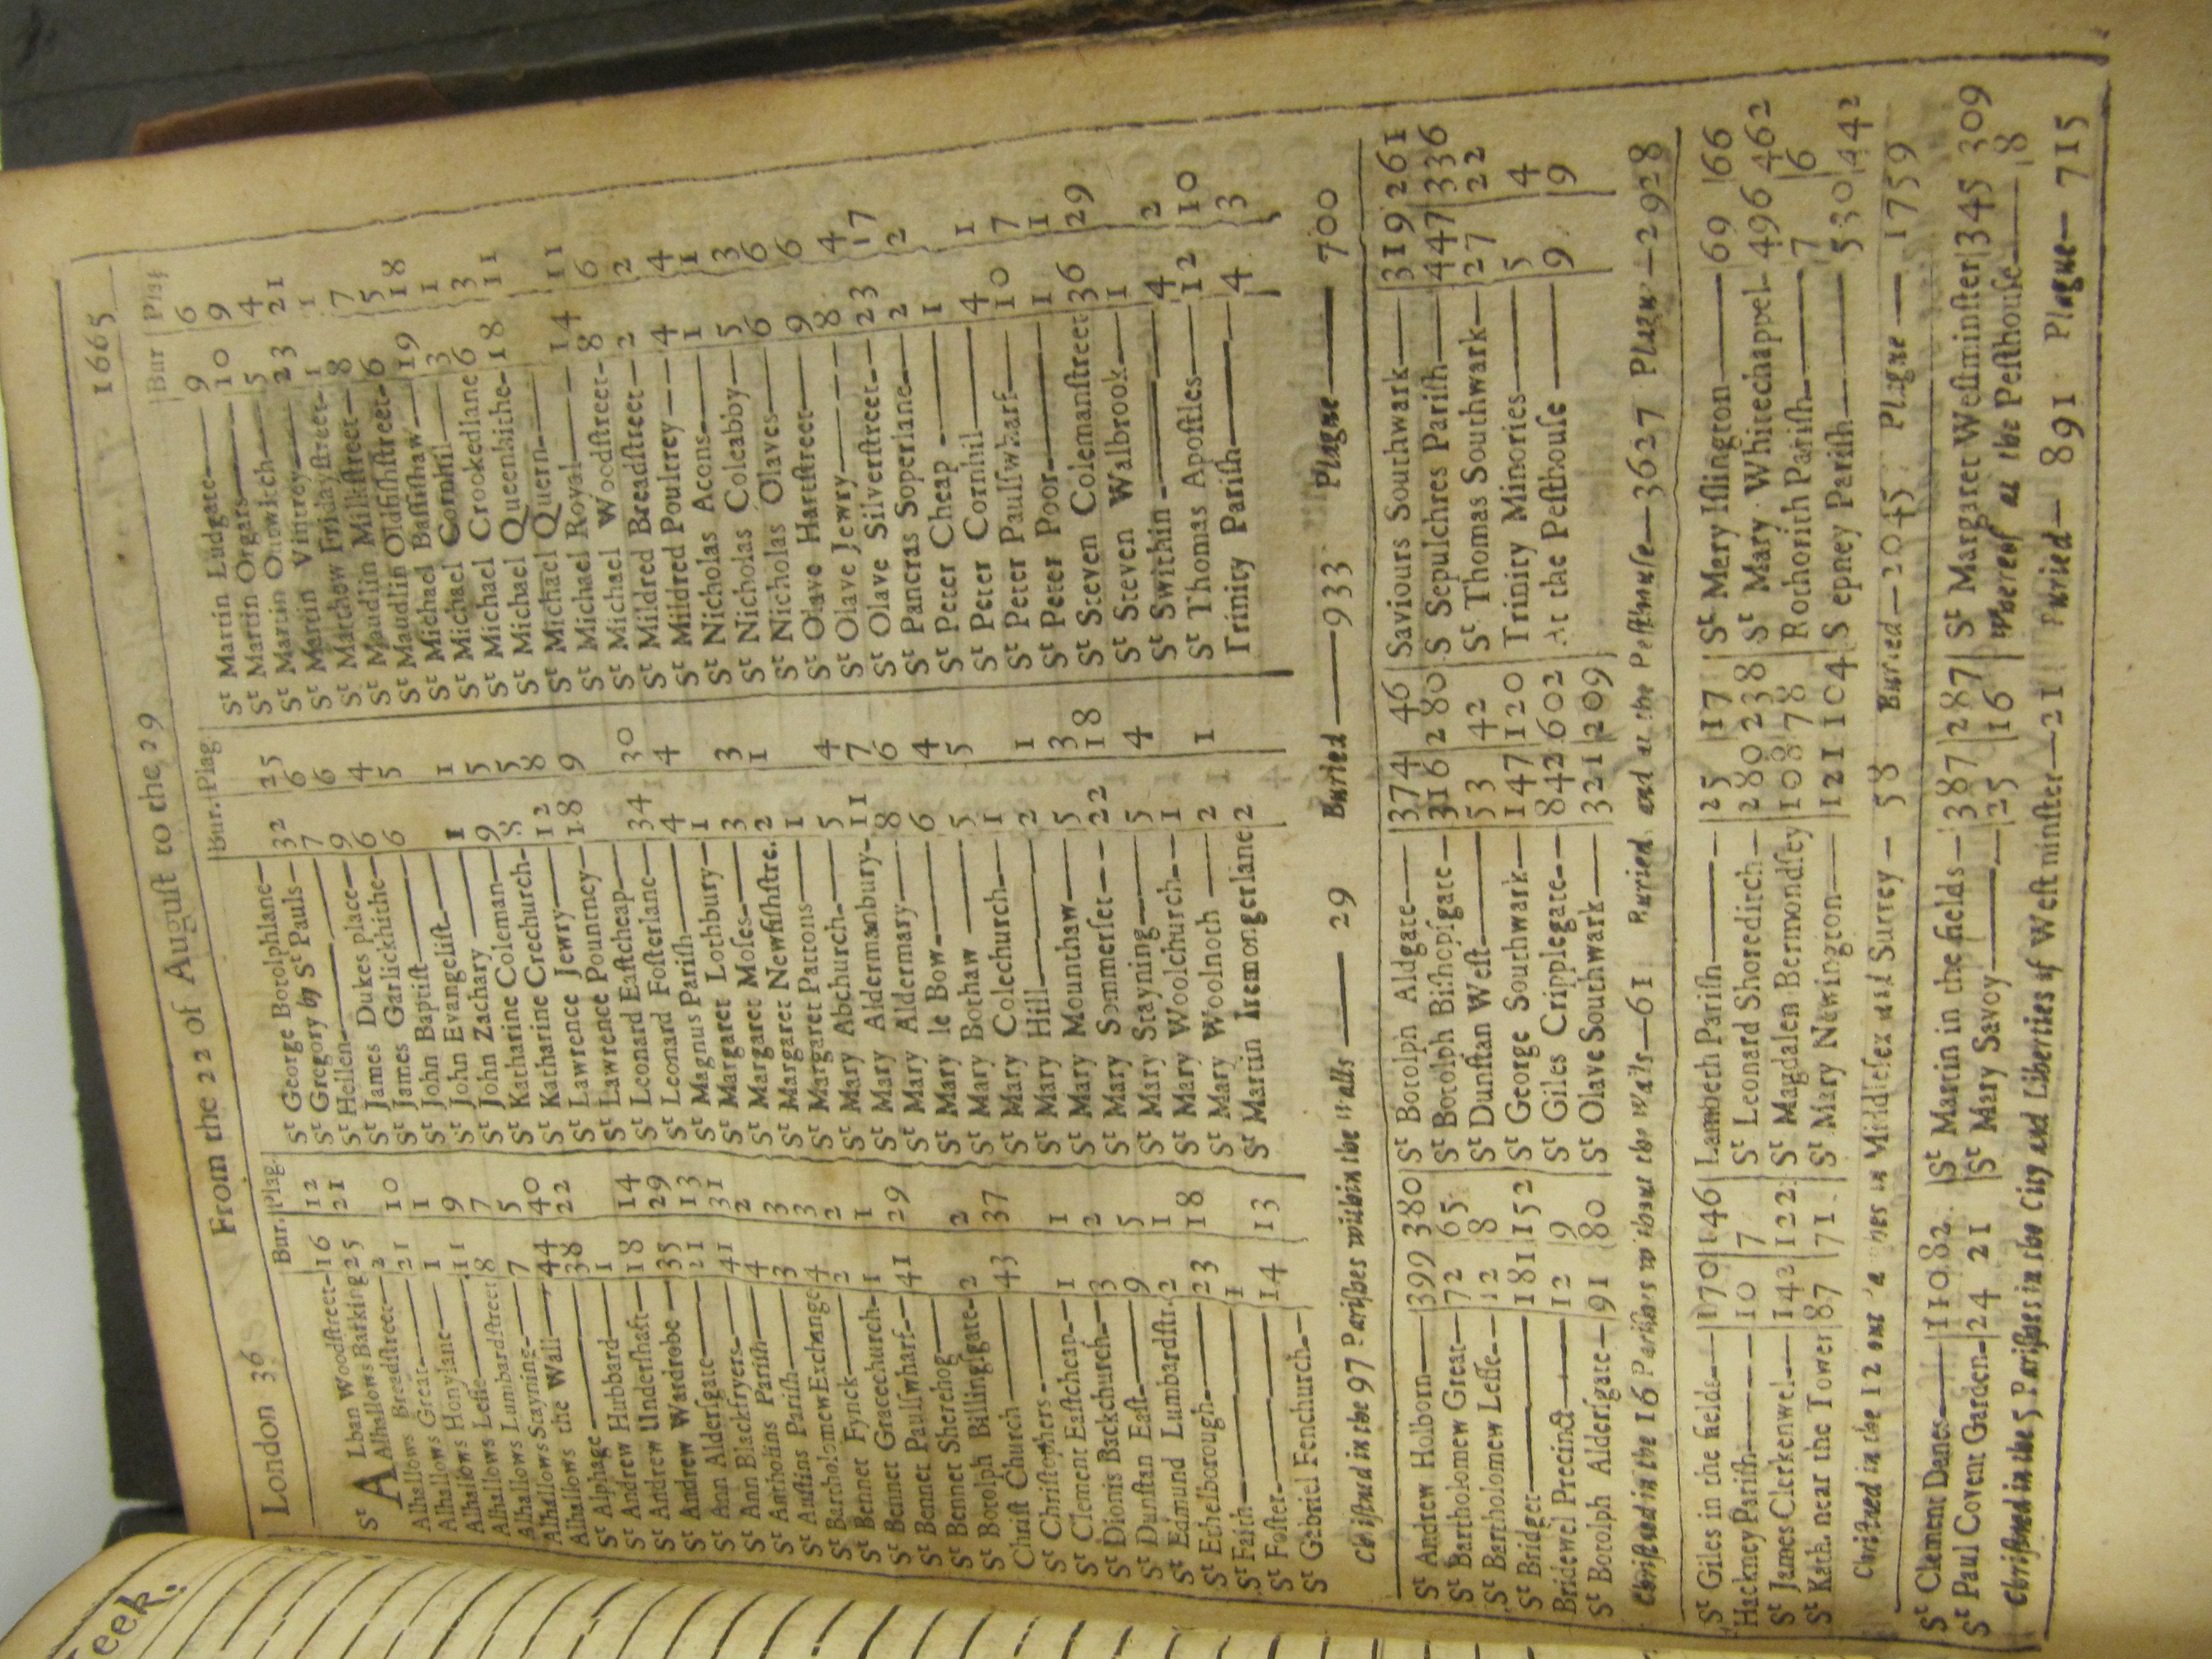 London 36 From the 22 of Auguſt to the 29 1665
Bur. Plag.
St ALban Woodſtreet— 16 12
Alhallows Barking 25 21
Alhallows Breadſtreet— 2
Alhallows Great— 21 10
Alhallows Honylane— 1 1
Alhallows Leſſe— 11 9
Alhallows Lumbardſtreet 8 7
Alhallows Stayning— 7 5
Alhallows the Wall— 44 40
St Alphage— 38 22
St Andrew Hubbard— 1
St Andrew Underſhaft— 18 14
St Andrew Wardrobe— 35 29
St Ann Alderſgate— 21 13
St Ann Blackfryers— 41 31
St Antholins Pariſh— 4 2
St Auſtins Pariſh— 3 3
St Bartholomew Exchange 4 3
St Bennet Fynck— 2 2
St Bennet Gracechurch— 1 1
St Bennet Paulſwharf— 41 29
St Bennet Sherehog—
St Botolph Billingſgate— 2 2
Chriſt Church— 43 37
St Chriſtophers—
St Clement Eaſtcheap— 1 1
St Dionis Backchurch— 3 2
St Dunſtan Eaſt— 9 5
St Edmund Lumbardſtr. 2 1
St Ethelborough— 23 18
St Faith— 1
St Foſter— 14 13
St Gabriel Fenchurch—
Bur. Plag.
St George Botolphlane—
St Gregory by St Pauls— 32 25
St Hellen— 7 6
St James Dukes place— 9 6
St James Garlickhithe— 6 4
St John Baptiſt— 6 5
St John Evangeliſt—
St John Zachary— 1 1
St Katharine Coleman— 9 5
St Katharine Crechurch— 8 5
St Lawrence Jewry— 12 8
St Lawrence Pountney— 18 9
St Leonard Eaſtcheap—
St Leonard Foſterlane— 34 30
St Magnus Pariſh— 4 4
St Margaret Lothbury— 1
St Margaret Moſes— 3 3
St Margaret Newfiſhſtre. 2 1
St Margaret Pattons— 1
St Mary Abchurch— 5 4
St Mary Aldermanbury— 11 7
St Mary Aldermary— 8 6
St Mary le Bow— 6 4
St Mary Bothaw— 5 5
St Mary Colechurch— 1
St Mary Hill— 2 1
St Mary Mounthaw— 5 3
St Mary Sommerſet— 22 18
St Mary Stayning— 5 4
St Mary Woolchurch— 1
St Mary Woolnoth— 2 1
St Martin Iremongerlane 2
Bur Plag
St Martin Ludgate— 9 6
St Martin Orgars— 10 9
St Martin Outwitch— 5 4
St Martin Vintrey— 23 21
St Matthew Fridayſtreet— 1 1
St Maudlin Milkſtreet— 8 7
St Maudlin Oldfiſhſtreet— 6 5
St Michael Baſſiſhaw— 19 18
St Michael Cornhil— 3 1
St Michael Crookedlane 6 3
St Michael Queenhithe— 18 11
St Michael Quern—
St Michael Royal— 14 11
St Michael Woodſtreet— 8 6
St Mildred Breadſtreet— 2 2
St Mildred Poultrey— 4 4
St Nicholas Acons— 1 1
St Nicholas Coleabby— 5 3
St Nicholas Olaves— 6 6
St Olave Hartſtreet— 9 6
St Olave Jewry— 8 4
St Olave Silverſtreet— 23 17
St Pancras Soperlane— 2 2
St Peter Cheap— 1
St Peter Cornhil— 4 1
St Peter Paulſwharf— 10 7
St Peter Poor— 1 1
St Steven Colemanſtreet 36 29
St Steven Walbrook— 1
St Swithin— 4 2
St Thomas Apoſtles— 12 10
Trinity Pariſh— 4 3
Chriſtned in the 97 Pariſhes within the Walls— 29 Buried— 933 Plague— 700
St Andrew Holborn— 399 380
St Bartholomew Great— 72 65
St Bartholomew Leſſe— 12 8
St Bridget— 181 152
Bridewel Precinct— 12 9
St Botolph Alderſgate— 91 80
St Botolph Aldgate— 374 46
St Botolph Biſhopſgate— 316 280
St Dunſtan Weſt— 53 42
St George Southwark— 147 120
St Giles Cripplegate— 842 602
St Olave Southwark— 321 209
Saviours Southwark— 319 261
S Sepulchres Pariſh— 447 336
St Thomas Southwark— 27 22
Trinity Minories— 5 4
At the Peſthouſe— 9 9
Chriſtned in the 16 Pariſhes without the Walls— 61 Buried, and at the Peſthouſe— 3627 Plague— 2928
St Giles in the fields— 170 146
Hackney Pariſh— 10 7
St James Clerkenwel— 142 122
St Kath. near the Tower 87 71
Lambeth Pariſh— 25 17
St Leonard Shoreditch— 280 238
St Magdalen Bermondſey 108 78
St Mary Newington— 121 104
St Mery Iſlington— 69 66
St Mary Whitechappel— 496 462
Rothorith Pariſh— 7 6
Stepney Pariſh— 530 442
Chriſtned in the 12 out Pariſhes in Middleſex and Surrey— 58 Buried— 2045 Plague— 1759
St Clement Danes— 110 82
St Paul Covent Garden— 24 21
St Martin in the fields— 387 287
St Mary Savoy— 25 16
St Margaret Weſtminſter 345 309
Whereof at the Peſthouſe— 8
Chriſtned in the 5 Pariſhes in the City and Liberties of Weſtminſter— 21 Buried— 891 Plague— 715
eek.